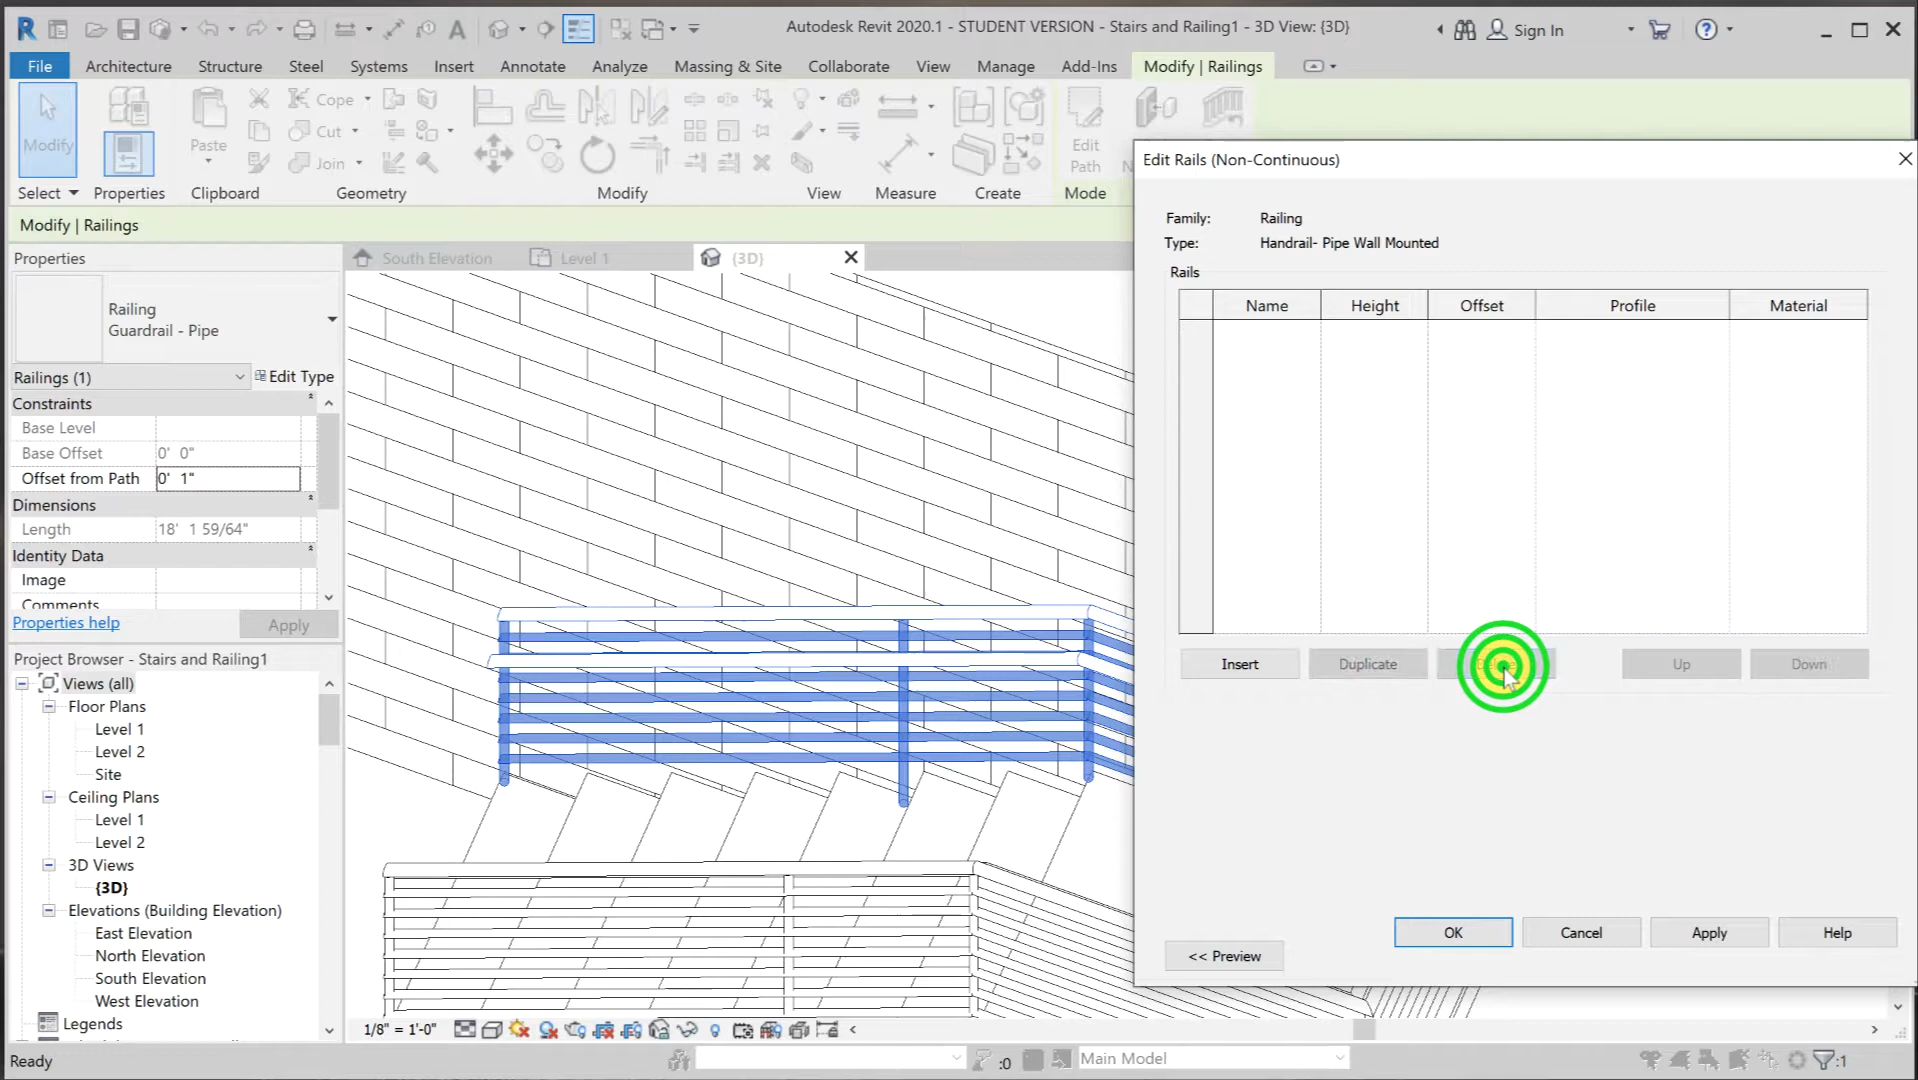 Autodesk Revit 2020.1 - STUDENT VERSION - Stairs and Railing1 - 3D View: {3D}
Sign In
File
Architecture
Structure
Steel
Systems
Insert
Annotate
Analyze
Massing & Site
Collaborate
View
Manage
Add-Ins
Modify | Railings
Modify
Paste
Cope
Cut
Join
Edit
Path
Select
Properties
Clipboard
Geometry
Modify
View
Measure
Create
Mode
Modify | Railings
Properties
Railing
Guardrail - Pipe
Railings (1)
Edit Type
Constraints
Base Level
Base Offset 0' 0"
Offset from Path 0' 1"
Dimensions
Length 18' 1 59/64"
Identity Data
Image
Comments
Properties help
Apply
Project Browser - Stairs and Railing1
Views (all)
Floor Plans
Level 1
Level 2
Site
Ceiling Plans
Level 1
Level 2
3D Views
{3D}
Elevations (Building Elevation)
East Elevation
North Elevation
South Elevation
West Elevation
Legends
South Elevation
Level 1
{3D}
Edit Rails (Non-Continuous)
Family: Railing
Type: Handrail- Pipe Wall Mounted
Rails
Name Height Offset Profile Material
Insert
Duplicate
Up
Down
OK
Cancel
Apply
Help
<< Preview
1/8" = 1'-0"
Ready
:0
Main Model
:1